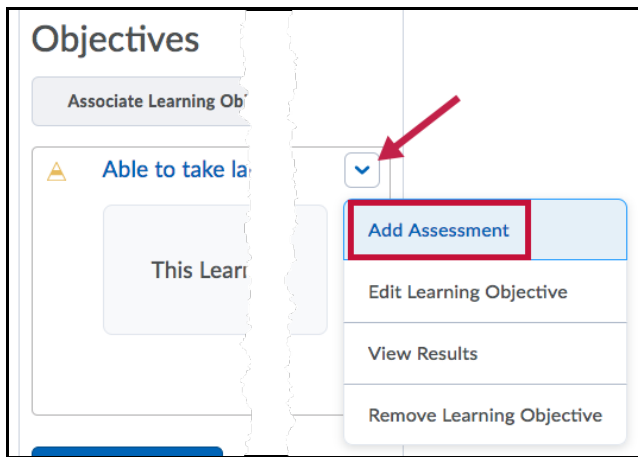 Objectives
Associate Learning Ob
Able to take la
This Lear
Add Assessment
Edit Learning Objective
View Results
Remove Learning Objective